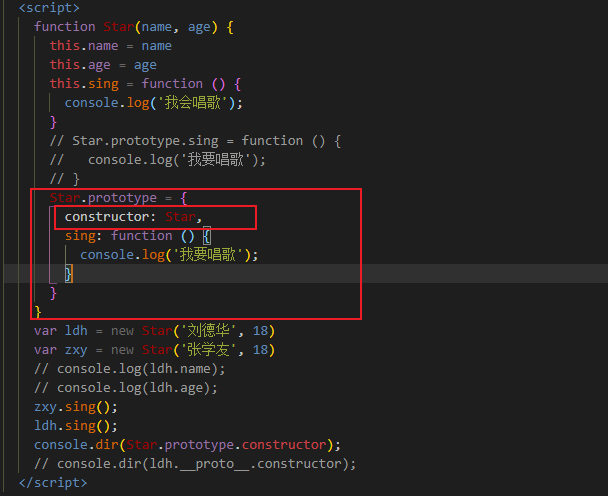 <script>
function Star(name, age) {
this.name = name
this.age = age
this.sing = function () {
console.log('我会唱歌');
}
// Star.prototype.sing = function () {
//   console.log('我要唱歌');
// }
Star.prototype = {
constructor: Star,
sing: function () {
console.log('我要唱歌');
}
}
}
var ldh = new Star('刘德华', 18)
var zxy = new Star('张学友', 18)
// console.log(ldh.name);
// console.log(ldh.age);
zxy.sing();
ldh.sing();
console.dir(Star.prototype.constructor);
// console.dir(ldh.__proto__.constructor);
</script>